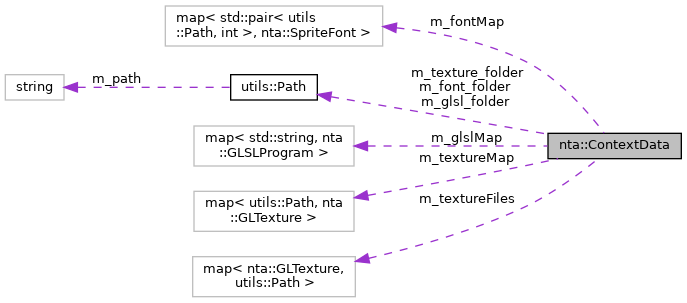 map< std::pair< utils
::Path, int >, nta::SpriteFont >
m_fontMap
string
m_path
utils::Path
m_texture_folder
m_font_folder
m_glsl_folder
map< std::string, nta
::GLSLProgram >
m_glslMap
nta::ContextData
m_textureMap
map< utils::Path, nta
::GLTexture >
m_textureFiles
map< nta::GLTexture,
utils::Path >